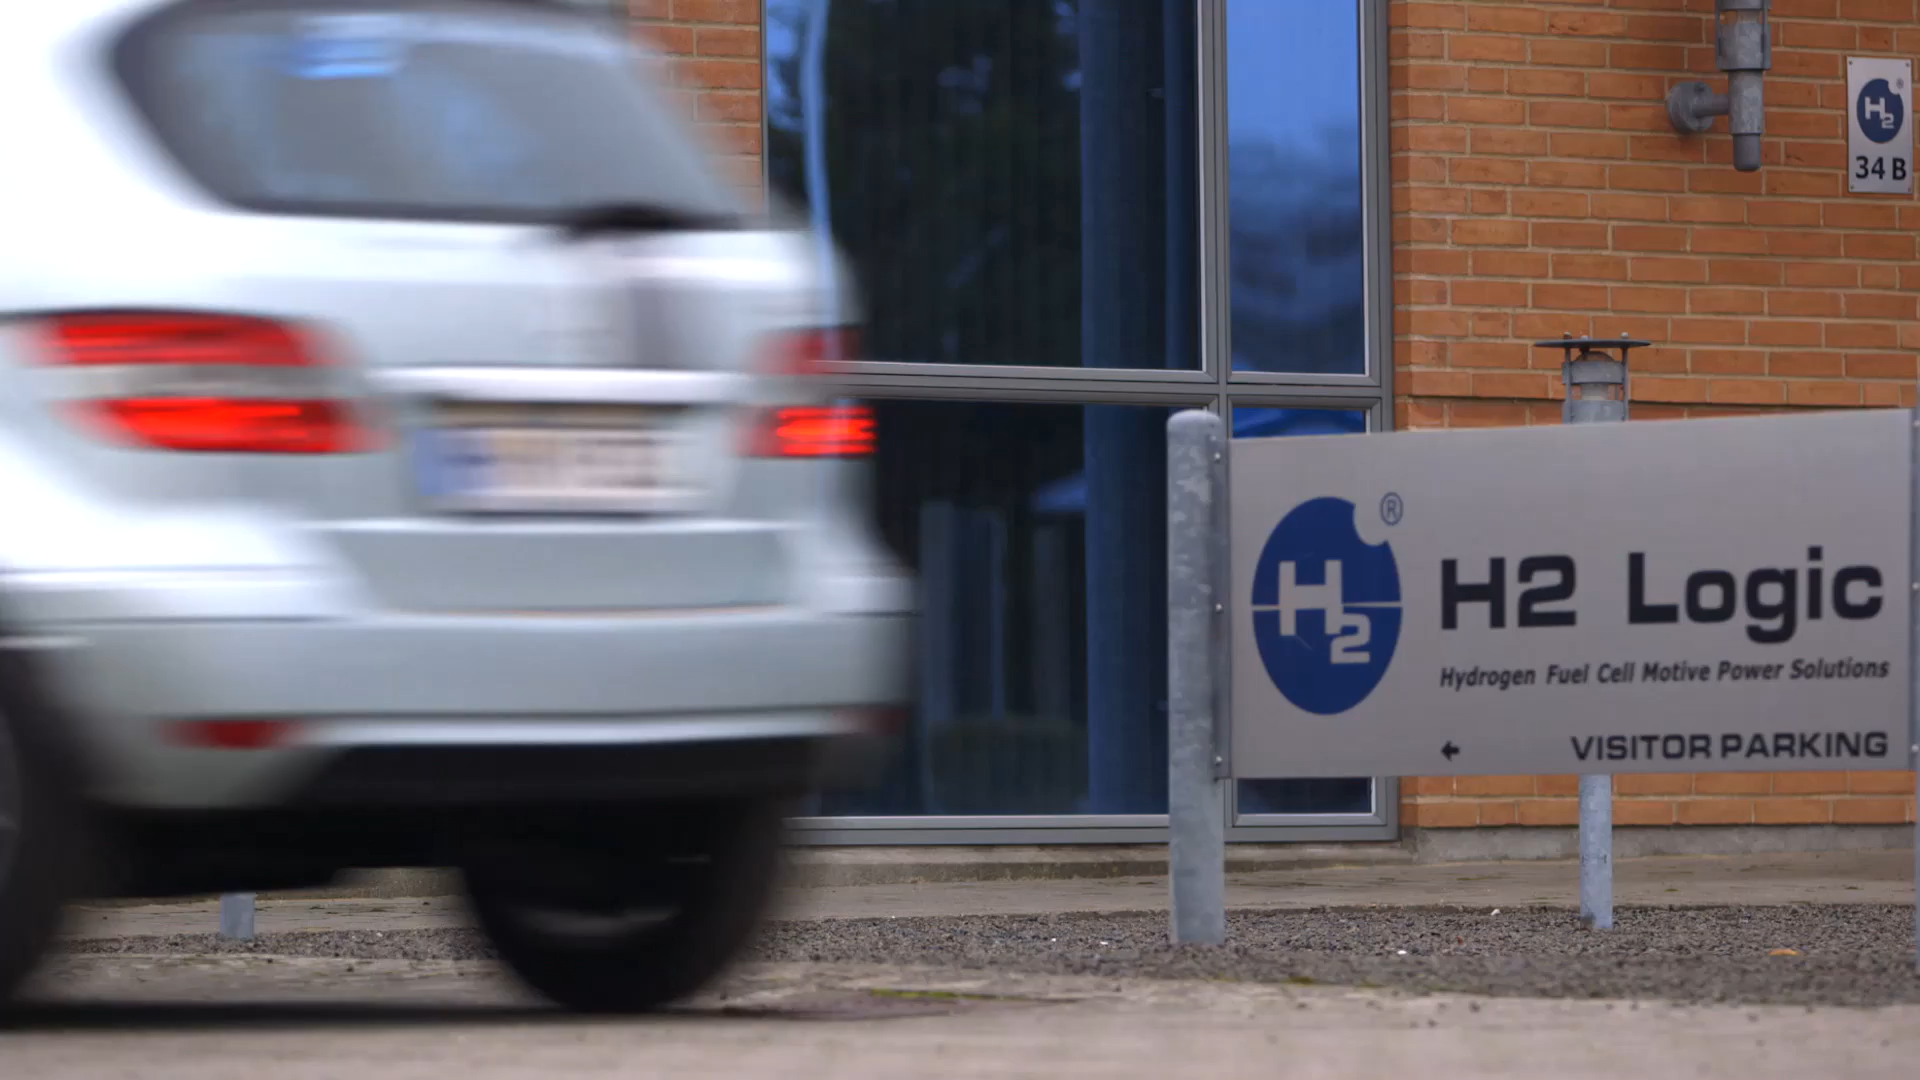 H2
®
34 B
H2
®
H2 Logic
Hydrogen Fuel Cell Motive Power Solutions
← VISITOR PARKING